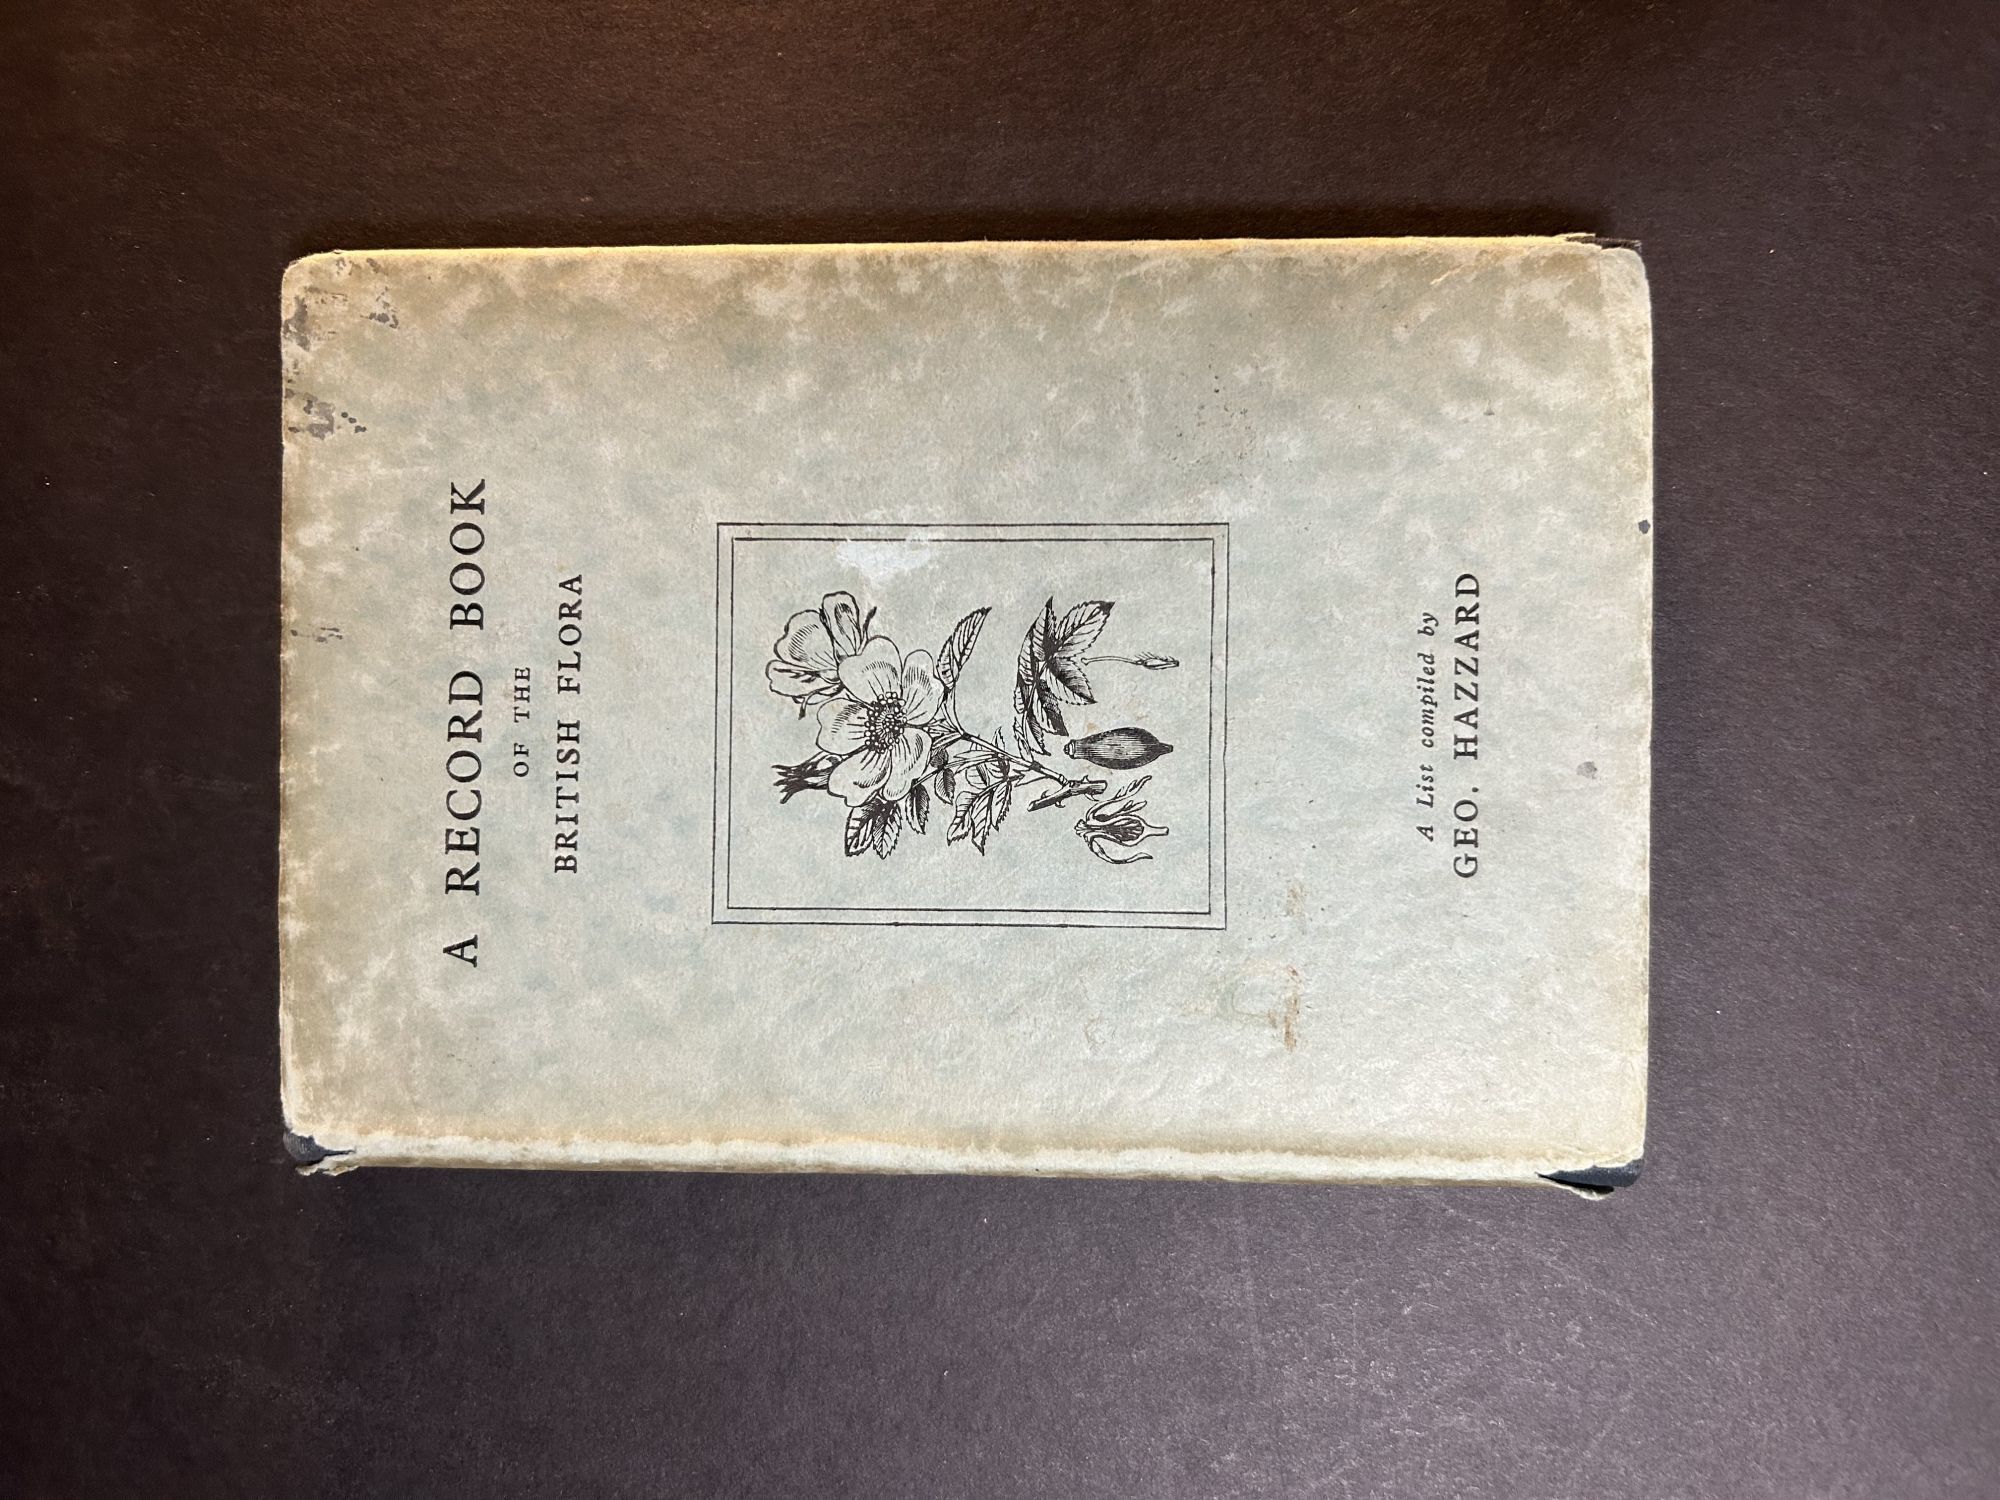 A RECORD BOOK
OF THE
BRITISH FLORA
A List compiled by
GEO. HAZZARD